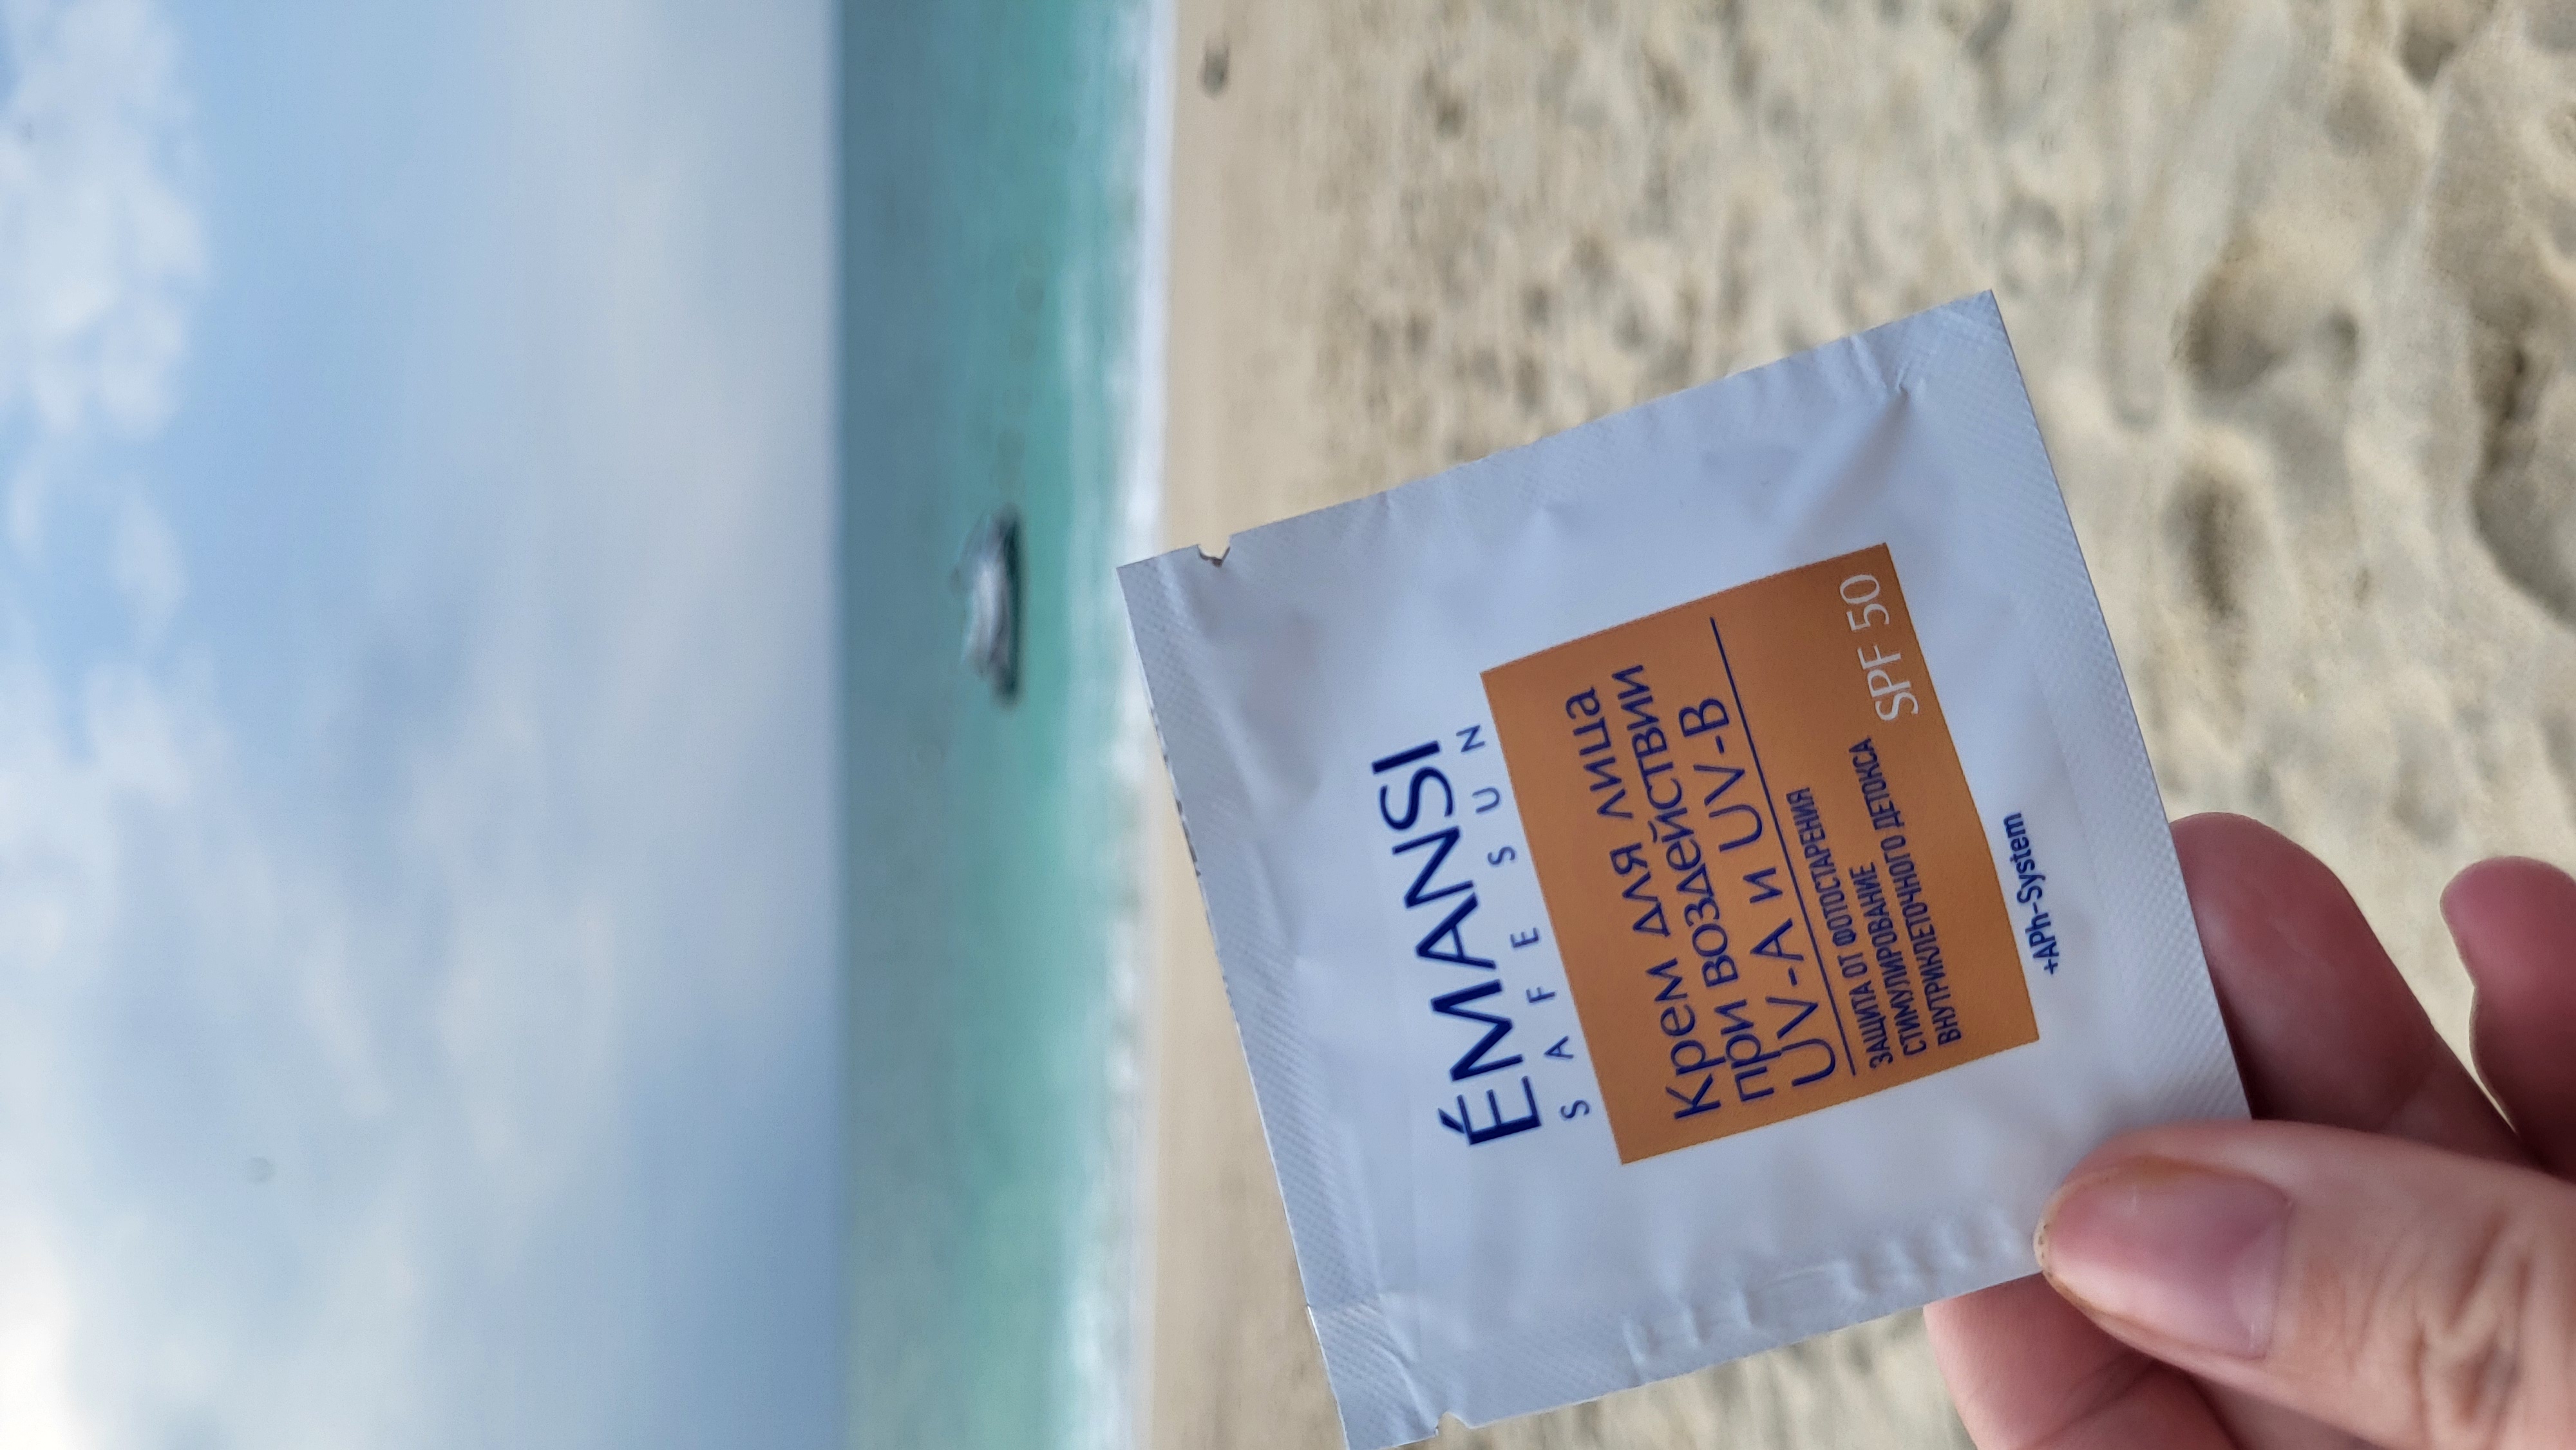 ÉMANSI
SAFE SUN
Крем для лица
при воздействии
UV-A и UV-B
ЗАЩИТА ОТ ФОТОСТАРЕНИЯ
СТИМУЛИРОВАНИЕ
ВНУТРИКЛЕТОЧНОГО ДЕТОКСА
SPF 50
+APh-System